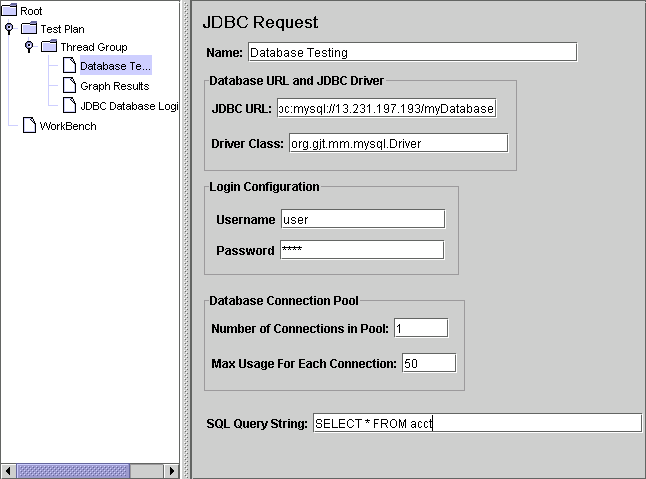 Root
Test Plan
Thread Group
Database Te...
Graph Results
JDBC Database Logi
WorkBench
JDBC Request
Name: Database Testing
Database URL and JDBC Driver
JDBC URL: bc:mysql://13.231.197.193/myDatabase
Driver Class: org.gjt.mm.mysql.Driver
Login Configuration
Username user
Password ****
Database Connection Pool
Number of Connections in Pool: 1
Max Usage For Each Connection: 50
SQL Query String: SELECT * FROM acct